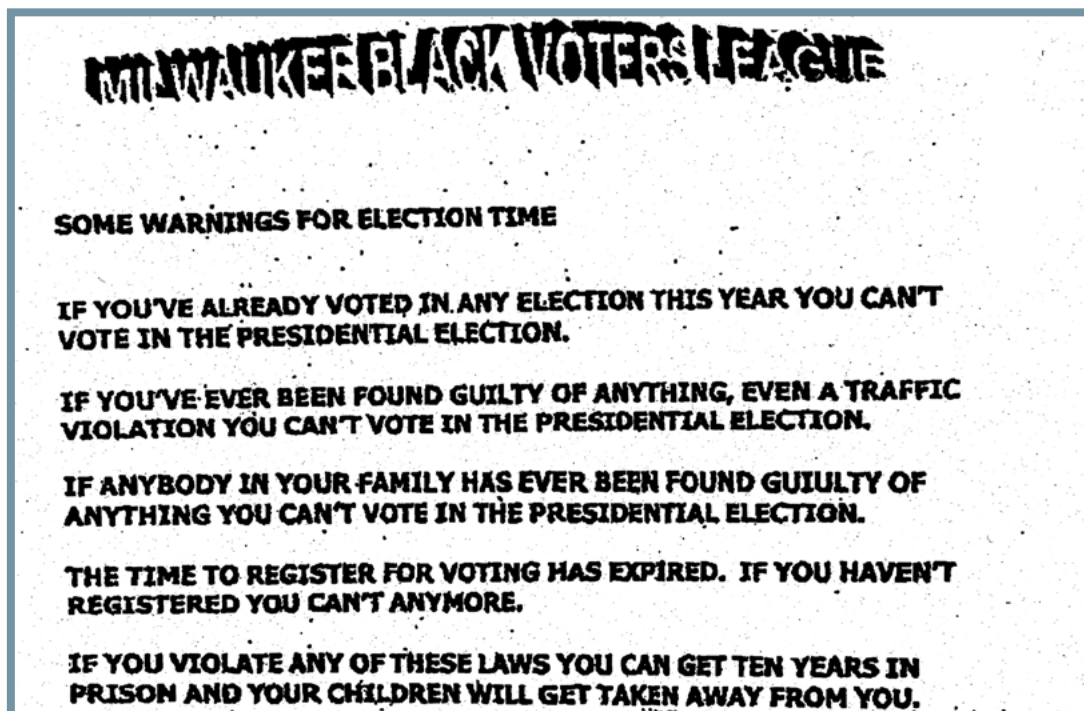 MILWAUKEE BLACK VOTERS LEAGUE
SOME WARNINGS FOR ELECTION TIME
IF YOU'VE ALREADY VOTED IN ANY ELECTION THIS YEAR YOU CAN'T
VOTE IN THE PRESIDENTIAL ELECTION.
IF YOU'VE EVER BEEN FOUND GUILTY OF ANYTHING, EVEN A TRAFFIC
VIOLATION YOU CAN'T VOTE IN THE PRESIDENTIAL ELECTION.
IF ANYBODY IN YOUR FAMILY HAS EVER BEEN FOUND GUIULTY OF
ANYTHING YOU CAN'T VOTE IN THE PRESIDENTIAL ELECTION.
THE TIME TO REGISTER FOR VOTING HAS EXPIRED. IF YOU HAVEN'T
REGISTERED YOU CAN'T ANYMORE.
IF YOU VIOLATE ANY OF THESE LAWS YOU CAN GET TEN YEARS IN
PRISON AND YOUR CHILDREN WILL GET TAKEN AWAY FROM YOU.